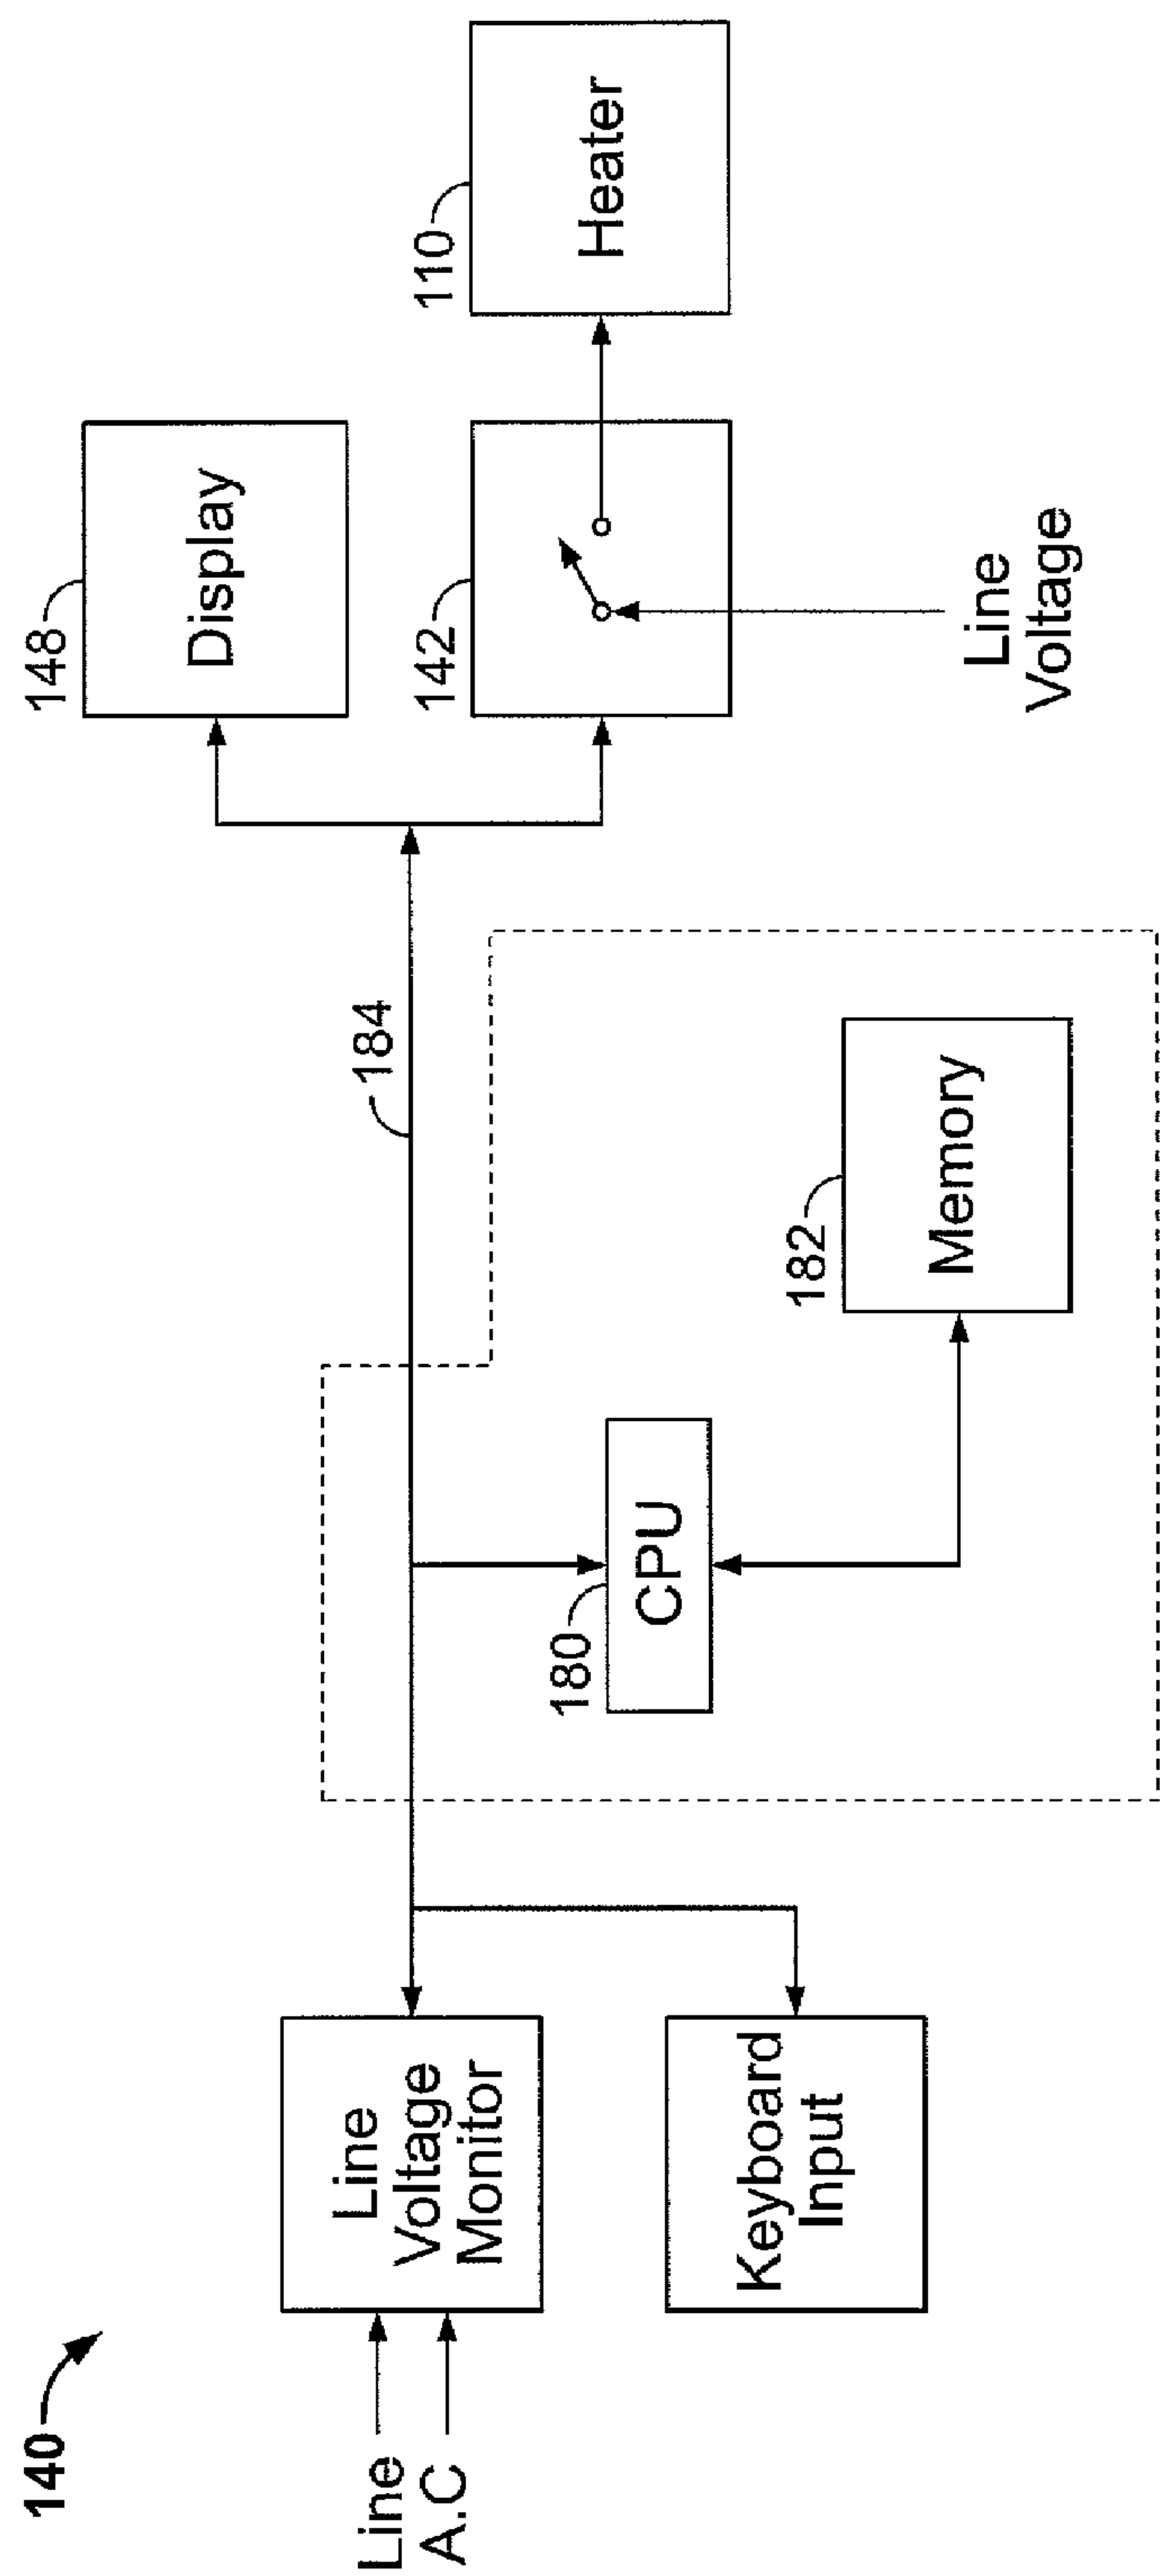 140
Line
A.C
Line
Voltage
Monitor
Keyboard
Input
180
CPU
182
Memory
184
148
Display
142
Line
Voltage
110
Heater